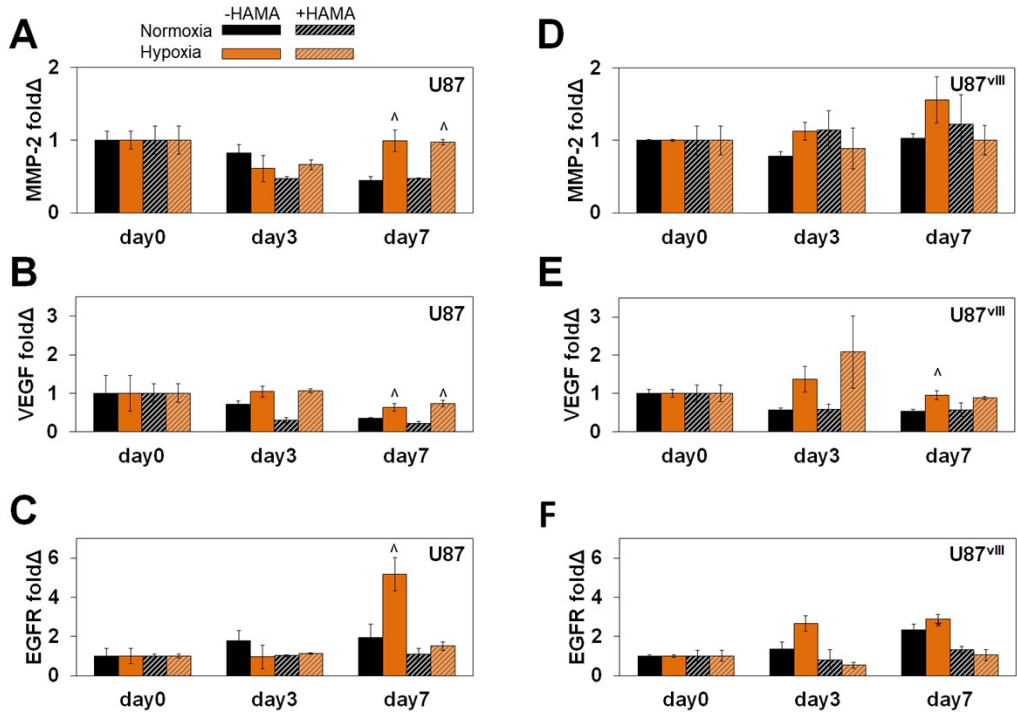 -HAMA +HAMA
Normoxia
Hypoxia
A
MMP-2 foldΔ
2
1
0
U87
^ ^
day0 day3 day7
D
MMP-2 foldΔ
2
1
0
U87vIII
day0 day3 day7
B
VEGF foldΔ
3
2
1
0
U87
^ ^
day0 day3 day7
E
VEGF foldΔ
3
2
1
0
U87vIII
^
day0 day3 day7
C
EGFR foldΔ
6
4
2
0
U87
^
day0 day3 day7
F
EGFR foldΔ
6
4
2
0
U87vIII
*
day0 day3 day7